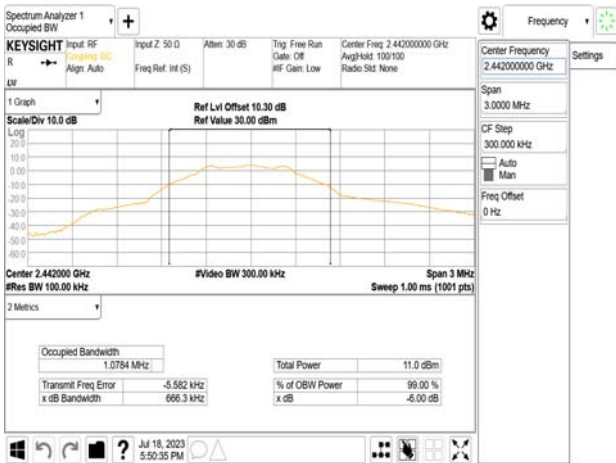 Spectrum Analyzer 1
Occupied BW
Frequency
KEYSIGHT
Input: RF
Coupling: DC
Align: Auto
Input Z: 50 Ω
Freq Ref: Int (S)
Atten: 30 dB
Trig: Free Run
Gate: Off
#IF Gain: Low
Center Freq: 2.442000000 GHz
Avg|Hold: 100/100
Radio Std: None
R
LXI
Center Frequency
2.442000000 GHz
Settings
Span
3.0000 MHz
CF Step
300.000 kHz
Auto
Man
Freq Offset
0 Hz
1 Graph
Scale/Div 10.0 dB
Ref Lvl Offset 10.30 dB
Ref Value 30.00 dBm
Log
20.0
10.0
0.00
-10.0
-20.0
-30.0
-40.0
-50.0
-60.0
Center 2.442000 GHz
#Video BW 300.00 kHz
Span 3 MHz
#Res BW 100.00 kHz
Sweep 1.00 ms (1001 pts)
2 Metrics
Occupied Bandwidth
1.0784 MHz
Total Power 11.0 dBm
Transmit Freq Error -5.582 kHz
% of OBW Power 99.00 %
x dB Bandwidth 666.3 kHz
x dB -6.00 dB
?
Jul 18, 2023
5:50:35 PM